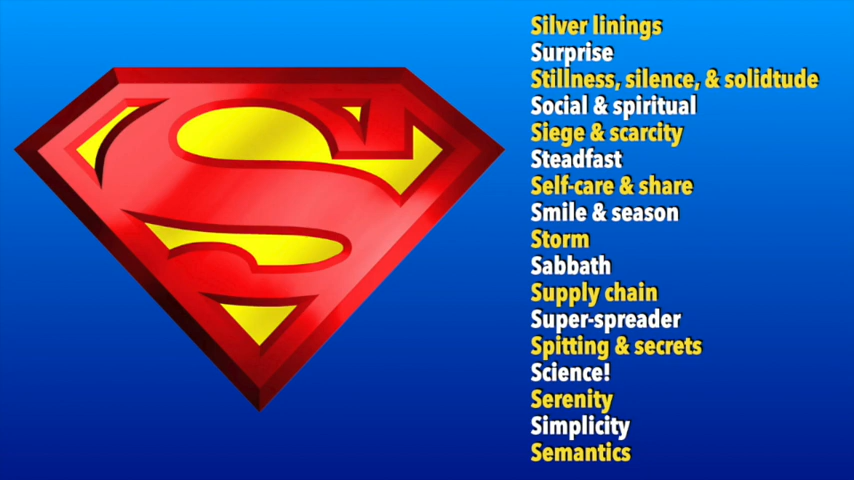 S
Silver linings
Surprise
Stillness, silence, & solidtude
Social & spiritual
Siege & scarcity
Steadfast
Self-care & share
Smile & season
Storm
Sabbath
Supply chain
Super-spreader
Spitting & secrets
Science!
Serenity
Simplicity
Semantics